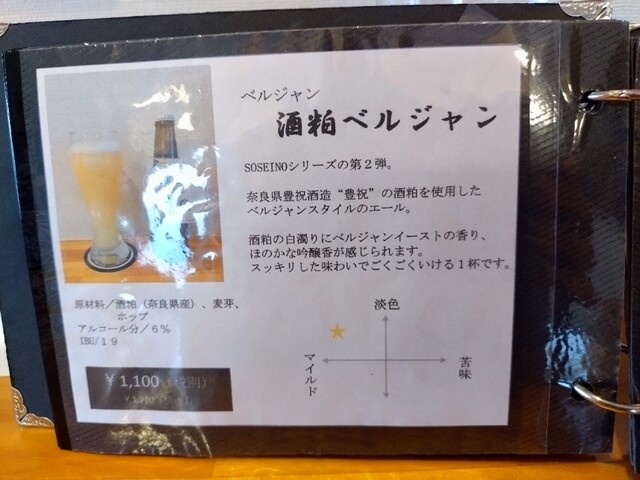 ベルジャン
酒粕ベルジャン
SOSEINOシリーズの第２弾。
奈良県豊祝酒造“豊祝”の酒粕を使用した
ベルジャンスタイルのエール。
酒粕の白濁りにベルジャンイーストの香り、
ほのかな吟醸香が感じられます。
スッキリした味わいでごくごくいける１杯です。
原材料／酒粕（奈良県産）、麦芽、
ホップ
アルコール分／６％
IBU/１９
￥1,100（税別）
淡色
マイルド
苦味